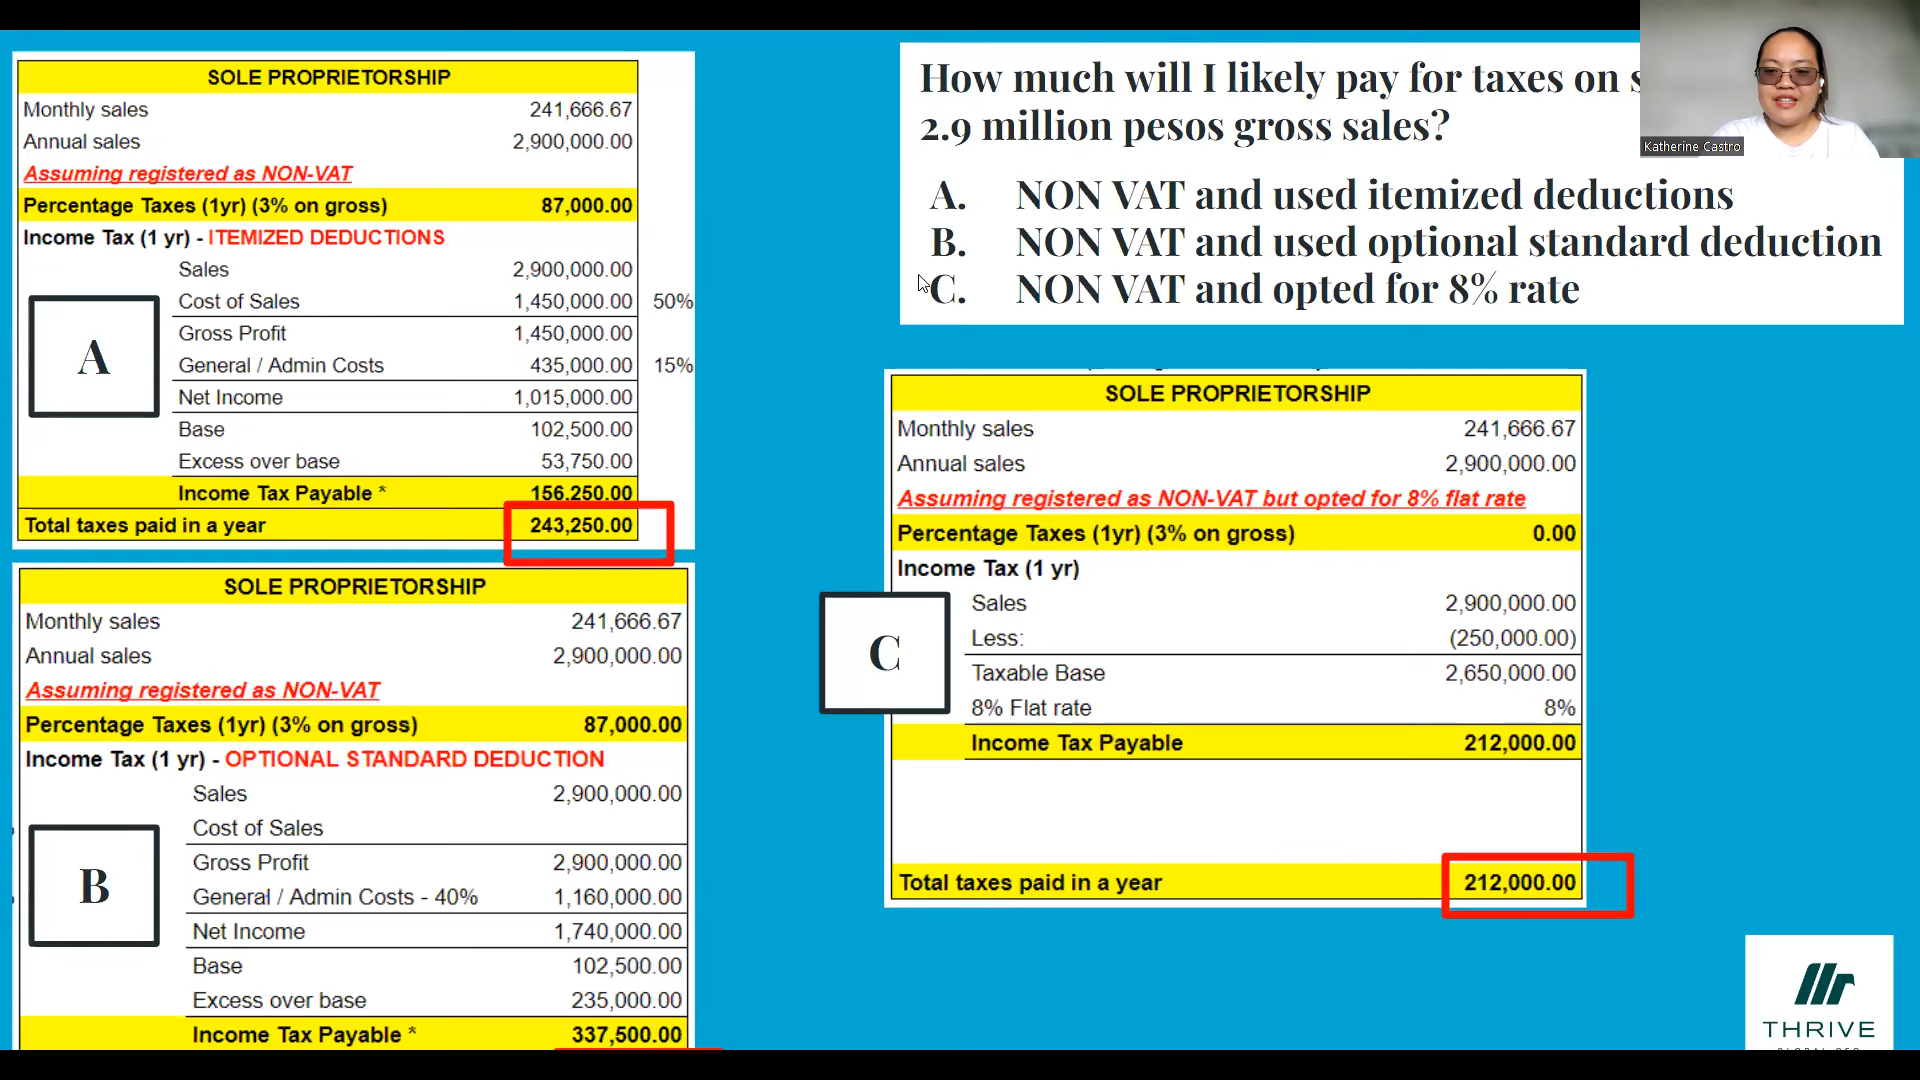 SOLE PROPRIETORSHIP
Monthly sales 241,666.67
Annual sales 2,900,000.00
Assuming registered as NON-VAT
Percentage Taxes (1yr) (3% on gross) 87,000.00
Income Tax (1 yr) - ITEMIZED DEDUCTIONS
Sales 2,900,000.00
Cost of Sales 1,450,000.00 50%
Gross Profit 1,450,000.00
A
General / Admin Costs 435,000.00 15%
Net Income 1,015,000.00
Base 102,500.00
Excess over base 53,750.00
Income Tax Payable * 156,250.00
Total taxes paid in a year 243,250.00
SOLE PROPRIETORSHIP
Monthly sales 241,666.67
Annual sales 2,900,000.00
Assuming registered as NON-VAT
Percentage Taxes (1yr) (3% on gross) 87,000.00
Income Tax (1 yr) - OPTIONAL STANDARD DEDUCTION
Sales 2,900,000.00
Cost of Sales
Gross Profit 2,900,000.00
B
General / Admin Costs - 40% 1,160,000.00
Net Income 1,740,000.00
Base 102,500.00
Excess over base 235,000.00
Income Tax Payable * 337,500.00
How much will I likely pay for taxes on
2.9 million pesos gross sales?
A. NON VAT and used itemized deductions
B. NON VAT and used optional standard deduction
C. NON VAT and opted for 8% rate
Katherine Castro
SOLE PROPRIETORSHIP
Monthly sales 241,666.67
Annual sales 2,900,000.00
Assuming registered as NON-VAT but opted for 8% flat rate
Percentage Taxes (1yr) (3% on gross) 0.00
Income Tax (1 yr)
Sales 2,900,000.00
Less: (250,000.00)
C
Taxable Base 2,650,000.00
8% Flat rate 8%
Income Tax Payable 212,000.00
Total taxes paid in a year 212,000.00
THRIVE